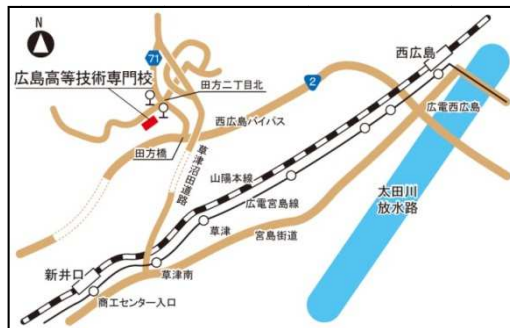 N
71
西広島
広島高等技術専門校
田方二丁目北
2
広電西広島
西広島バイパス
田方橋
草津沼田道路
山陽本線
太田川
放水路
広電宮島線
草津
宮島街道
新井口
草津南
商工センター入口